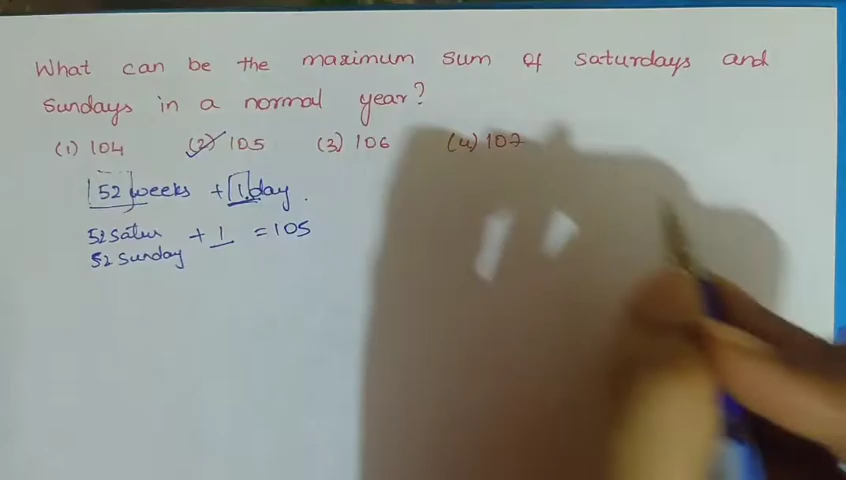 What can be the maximum sum of saturdays and
sundays in a normal year?
(1) 104 (2) 105 (3) 106 (4) 107
52 weeks + 1 day.
52 satur + 1 = 105
52 sunday